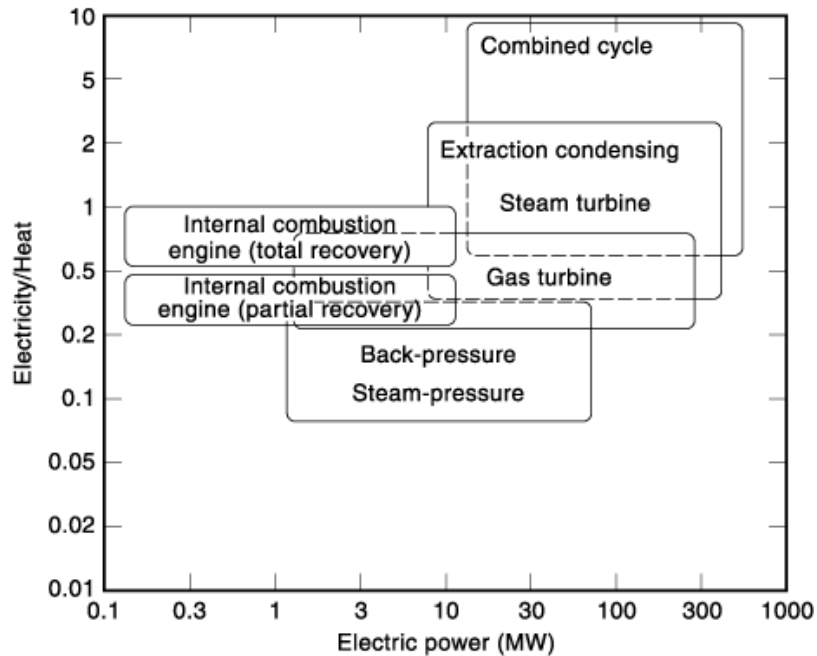 10
5
2
1
0.5
0.2
0.1
0.05
0.02
0.01
Electricity/Heat
Combined cycle
Extraction condensing
Steam turbine
Internal combustion
engine (total recovery)
Gas turbine
Internal combustion
engine (partial recovery)
Back-pressure
Steam-pressure
0.1 0.3 1 3 10 30 100 300 1000
Electric power (MW)